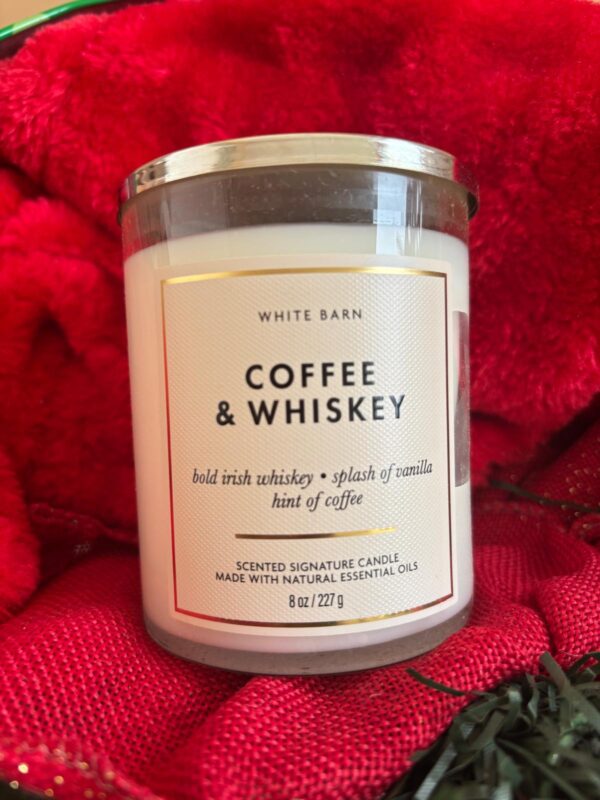 WHITE BARN
COFFEE
& WHISKEY
bold irish whiskey • splash of vanilla
hint of coffee
SCENTED SIGNATURE CANDLE
MADE WITH NATURAL ESSENTIAL OILS
8 oz / 227 g